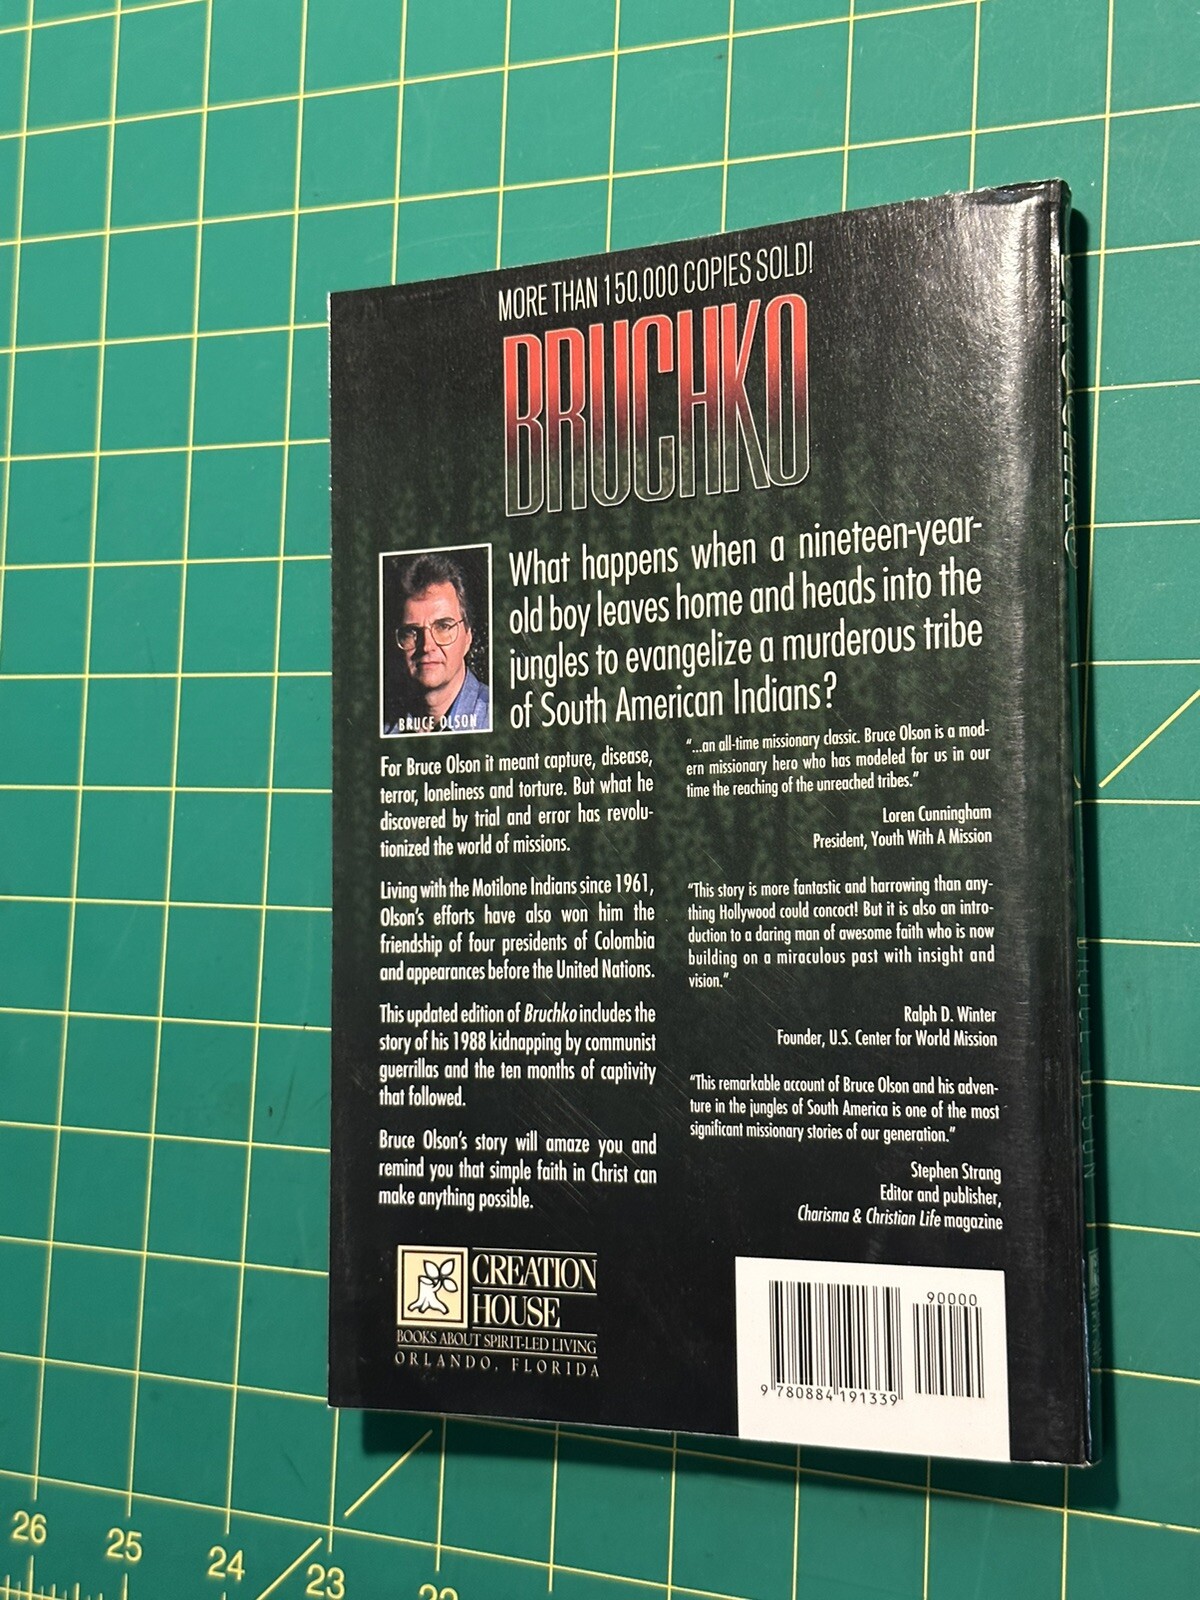 MORE THAN 150,000 COPIES SOLD!
BRUCHKO
What happens when a nineteen-year-
old boy leaves home and heads into the
jungles to evangelize a murderous tribe
of South American Indians?
BRUCE OLSON
For Bruce Olson it meant capture, disease,
terror, loneliness and torture. But what he
discovered by trial and error has revolu-
tionized the world of missions.
Living with the Motilone Indians since 1961,
Olson's efforts have also won him the
friendship of four presidents of Colombia
and appearances before the United Nations.
This updated edition of Bruchko includes the
story of his 1988 kidnapping by communist
guerrillas and the ten months of captivity
that followed.
Bruce Olson's story will amaze you and
remind you that simple faith in Christ can
make anything possible.
"...an all-time missionary classic. Bruce Olson is a mod-
ern missionary hero who has modeled for us in our
time the reaching of the unreached tribes."
Loren Cunningham
President, Youth With A Mission
"This story is more fantastic and harrowing than any-
thing Hollywood could concoct! But it is also an intro-
duction to a daring man of awesome faith who is now
building on a miraculous past with insight and
vision."
Ralph D. Winter
Founder, U.S. Center for World Mission
"This remarkable account of Bruce Olson and his adven-
ture in the jungles of South America is one of the most
significant missionary stories of our generation."
Stephen Strang
Editor and publisher,
Charisma & Christian Life magazine
CREATION
HOUSE
BOOKS ABOUT SPIRIT-LED LIVING
ORLANDO, FLORIDA
90000
9 780884 191339
BRUCHKO
BRUCE OLSON
26 25 24 23 22